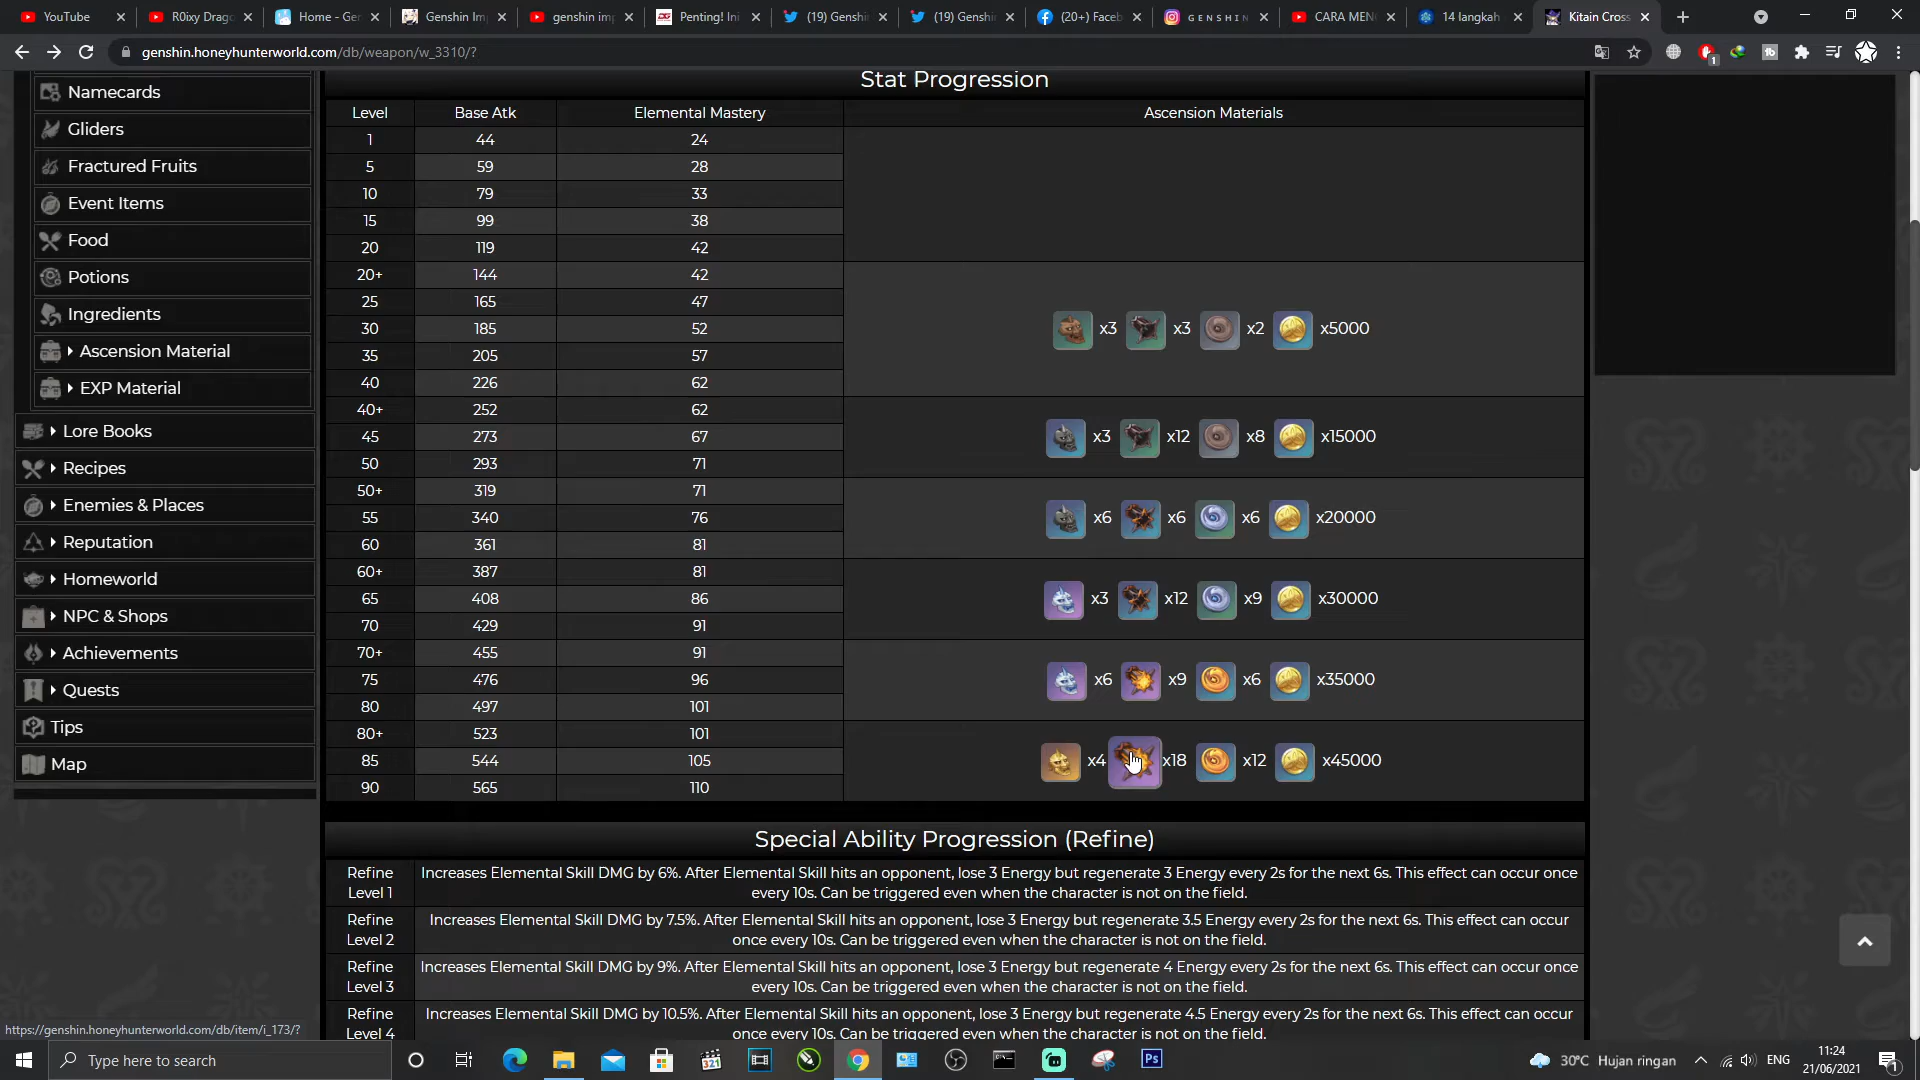 YouTube
R0ixy Drago
Home - Gen
Genshin Im
genshin imp
Penting! Ini
(19) Genshi
(19) Genshi
(20+) Faceb
G E N S H I N
CARA MEN
14 langkah
Kitain Cross
genshin.honeyhunterworld.com/db/weapon/w_3310/?
Namecards
Gliders
Fractured Fruits
Event Items
Food
Potions
Ingredients
Ascension Material
EXP Material
Lore Books
Recipes
Enemies & Places
Reputation
Homeworld
NPC & Shops
Achievements
Quests
Tips
Map
Stat Progression
Level Base Atk Elemental Mastery Ascension Materials
1 44 24
5 59 28
10 79 33
15 99 38
20 119 42
20+ 144 42
25 165 47
30 185 52 x3 x3 x2 x5000
35 205 57
40 226 62
40+ 252 62
45 273 67 x3 x12 x8 x15000
50 293 71
50+ 319 71
55 340 76 x6 x6 x6 x20000
60 361 81
60+ 387 81
65 408 86 x3 x12 x9 x30000
70 429 91
70+ 455 91
75 476 96 x6 x9 x6 x35000
80 497 101
80+ 523 101
85 544 105 x4 x18 x12 x45000
90 565 110
Special Ability Progression (Refine)
Refine Level 1
Increases Elemental Skill DMG by 6%. After Elemental Skill hits an opponent, lose 3 Energy but regenerate 3 Energy every 2s for the next 6s. This effect can occur once
every 10s. Can be triggered even when the character is not on the field.
Refine Level 2
Increases Elemental Skill DMG by 7.5%. After Elemental Skill hits an opponent, lose 3 Energy but regenerate 3.5 Energy every 2s for the next 6s. This effect can occur
once every 10s. Can be triggered even when the character is not on the field.
Refine Level 3
Increases Elemental Skill DMG by 9%. After Elemental Skill hits an opponent, lose 3 Energy but regenerate 4 Energy every 2s for the next 6s. This effect can occur once
every 10s. Can be triggered even when the character is not on the field.
Refine Level 4
Increases Elemental Skill DMG by 10.5%. After Elemental Skill hits an opponent, lose 3 Energy but regenerate 4.5 Energy every 2s for the next 6s. This effect can occur
once every 10s. Can be triggered even when the character is not on the field.
https://genshin.honeyhunterworld.com/db/item/i_173/?
Type here to search
321
Ps
30°C Hujan ringan
ENG
11:24
21/06/2021
1